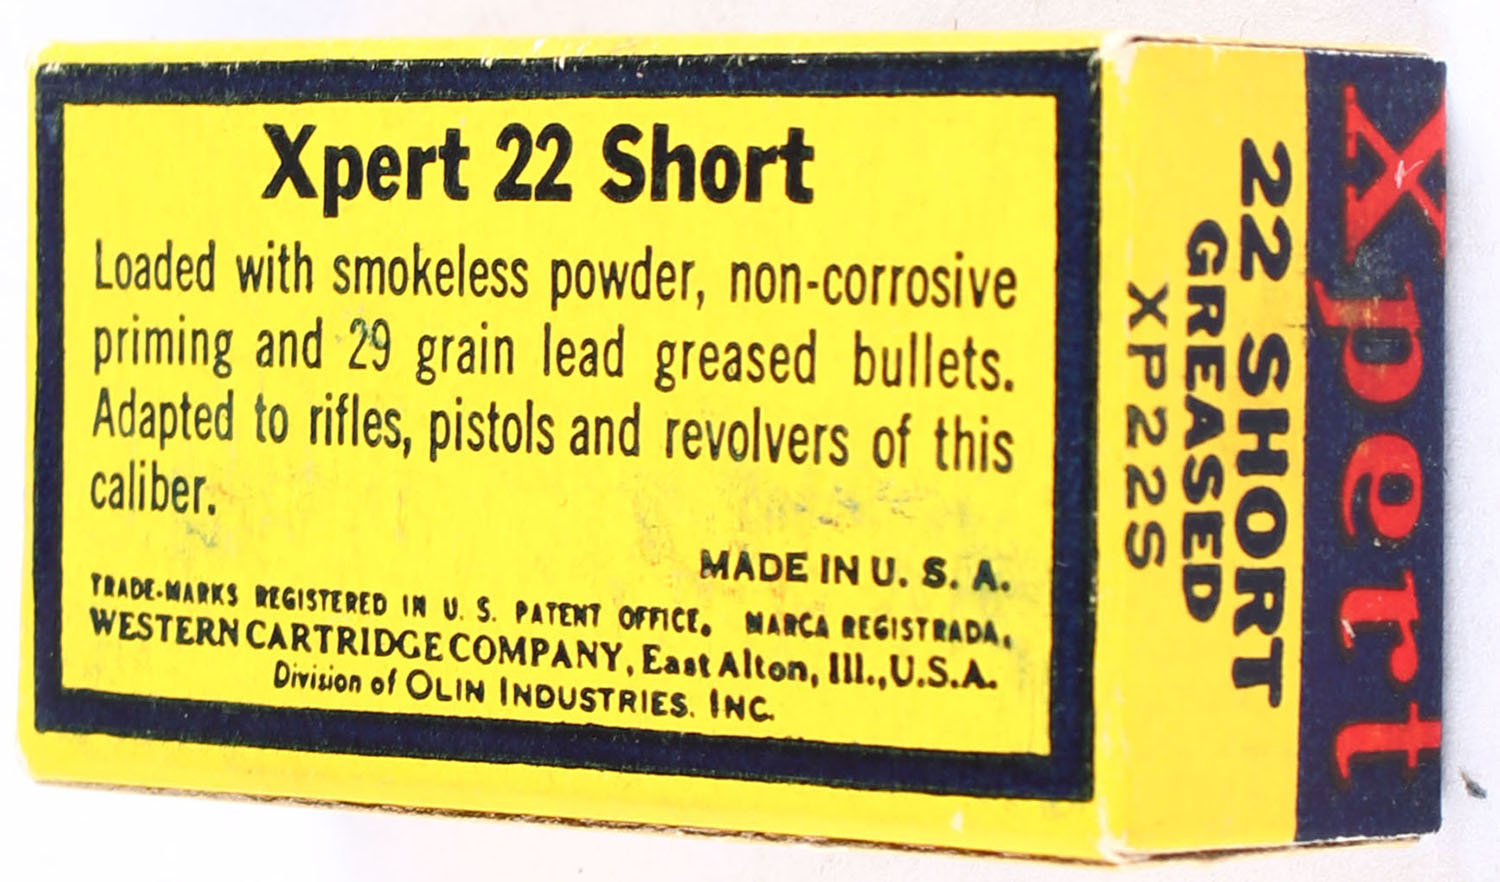 Xpert 22 Short
Loaded with smokeless powder, non-corrosive
priming and 29 grain lead greased bullets.
Adapted to rifles, pistols and revolvers of this
caliber.
MADE IN U. S. A.
TRADE-MARKS REGISTERED IN U. S. PATENT OFFICE. MARCA REGISTRADA.
WESTERN CARTRIDGE COMPANY, East Alton, Ill., U.S.A.
Division of OLIN INDUSTRIES, INC.
Xpert
22 SHORT
GREASED
XP22S